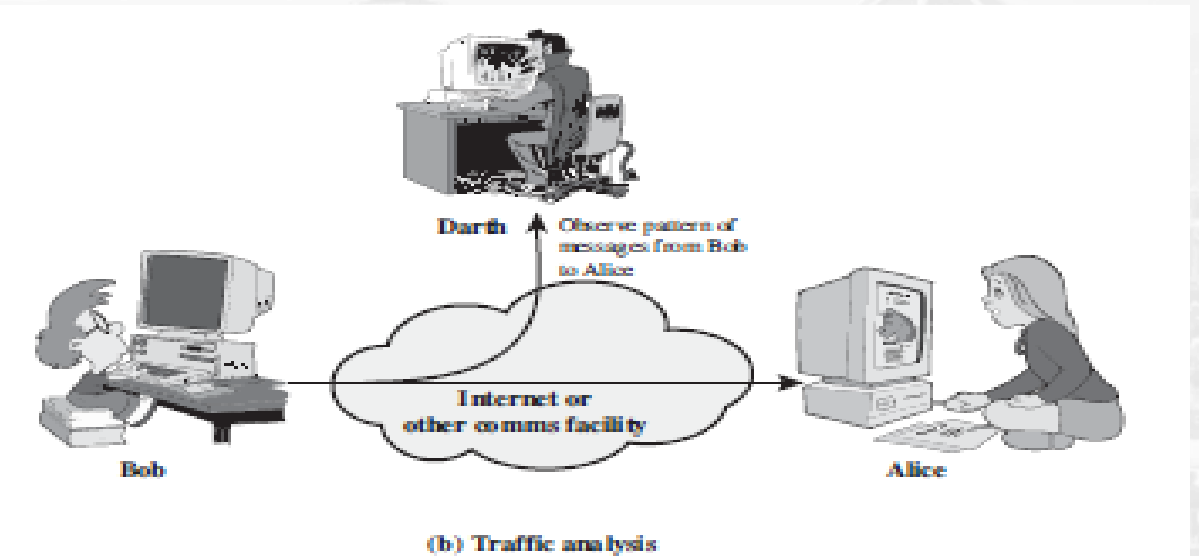 Darth
Observe pattern of
messages from Bob
to Alice
Internet or
other comms facility
Bob
Alice
(b) Traffic analysis